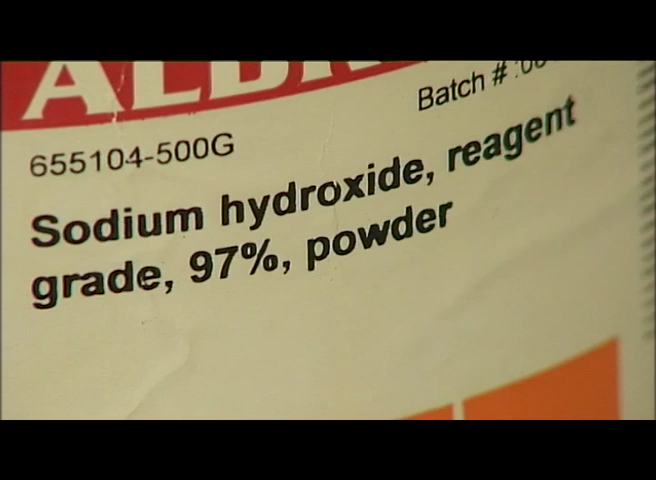 655104-500G
Batch #
Sodium hydroxide, reagent
grade, 97%, powder